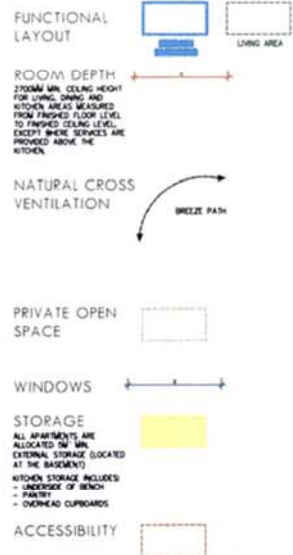 FUNCTIONAL
LAYOUT
LIVING AREA
ROOM DEPTH
2700MM MIN. CEILING HEIGHT
FOR LIVING, DINING AND
KITCHEN AREAS MEASURED
FROM FINISHED FLOOR LEVEL
TO FINISHED CEILING LEVEL,
EXCEPT WHERE SERVICES ARE
PROVIDED ABOVE THE
KITCHEN.
NATURAL CROSS
VENTILATION
BREEZE PATH
PRIVATE OPEN
SPACE
WINDOWS
STORAGE
ALL APARTMENTS ARE
ALLOCATED MIN.
EXTERNAL STORAGE (LOCATED
AT THE BASEMENT)
KITCHEN STORAGE INCLUDES:
- UNDERSIDE OF BENCH
- PANTRY
- OVERHEAD CUPBOARDS
ACCESSIBILITY